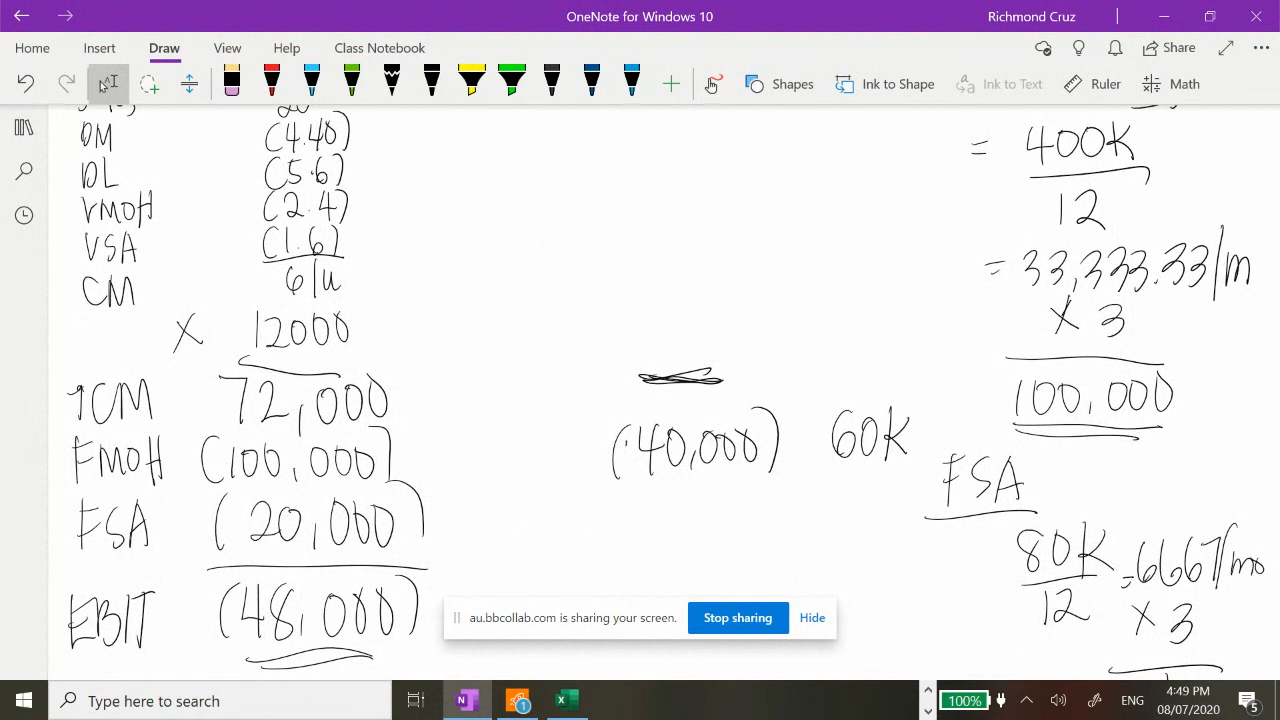 OneNote for Windows 10
Richmond Cruz
Home Insert Draw View Help Class Notebook
Share
Shapes Ink to Shape Ink to Text Ruler Math
DM (4.40)
DL (5.6)
VMOH (2.4)
VSA (1.6)
CM 6/u
X 12000
TCM 72,000
FMOH (100,000)
FSA (20,000)
EBIT (48,000)
(40,000) 60K
= 400K
12
= 33,333.33/m
X 3
100,000
FSA
80K = 6667/mo
12 X 3
au.bbcollab.com is sharing your screen. Stop sharing Hide
Type here to search
N
1
100%
ENG
4:49 PM
08/07/2020
5